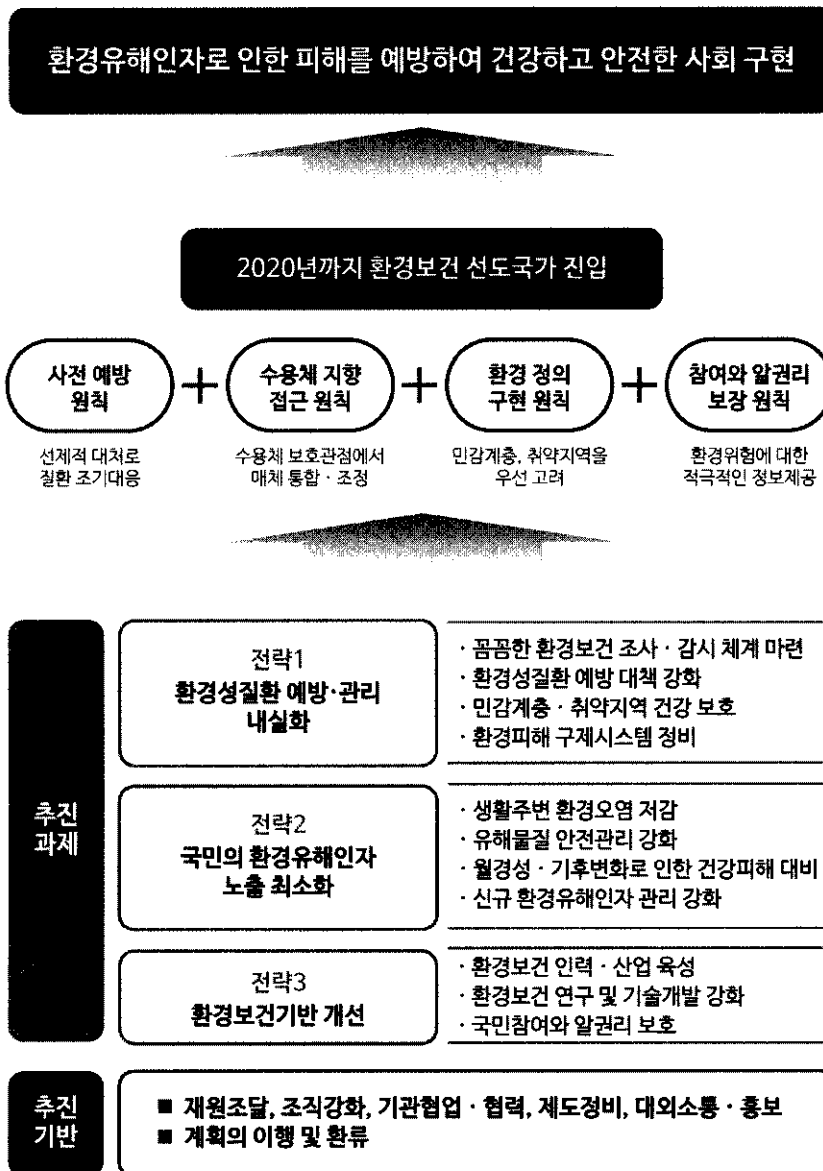 환경유해인자로 인한 피해를 예방하여 건강하고 안전한 사회 구현
2020년까지 환경보건 선도국가 진입
사전 예방
원칙
+
수용체 지향
접근 원칙
+
환경 정의
구현 원칙
+
참여와 알권리
보장 원칙
선제적 대처로
질환 조기대응
수용체 보호관점에서
매체 통합 · 조정
민감계층, 취약지역을
우선 고려
환경위험에 대한
적극적인 정보제공
추진
과제
전략1
환경성질환 예방·관리
내실화
· 꼼꼼한 환경보건 조사 · 감시 체계 마련
· 환경성질환 예방 대책 강화
· 민감계층 · 취약지역 건강 보호
· 환경피해 구제시스템 정비
전략2
국민의 환경유해인자
노출 최소화
· 생활주변 환경오염 저감
· 유해물질 안전관리 강화
· 월경성 · 기후변화로 인한 건강피해 대비
· 신규 환경유해인자 관리 강화
전략3
환경보건기반 개선
· 환경보건 인력 · 산업 육성
· 환경보건 연구 및 기술개발 강화
· 국민참여와 알권리 보호
추진
기반
■ 재원조달, 조직강화, 기관협업 · 협력, 제도정비, 대외소통 · 홍보
■ 계획의 이행 및 환류